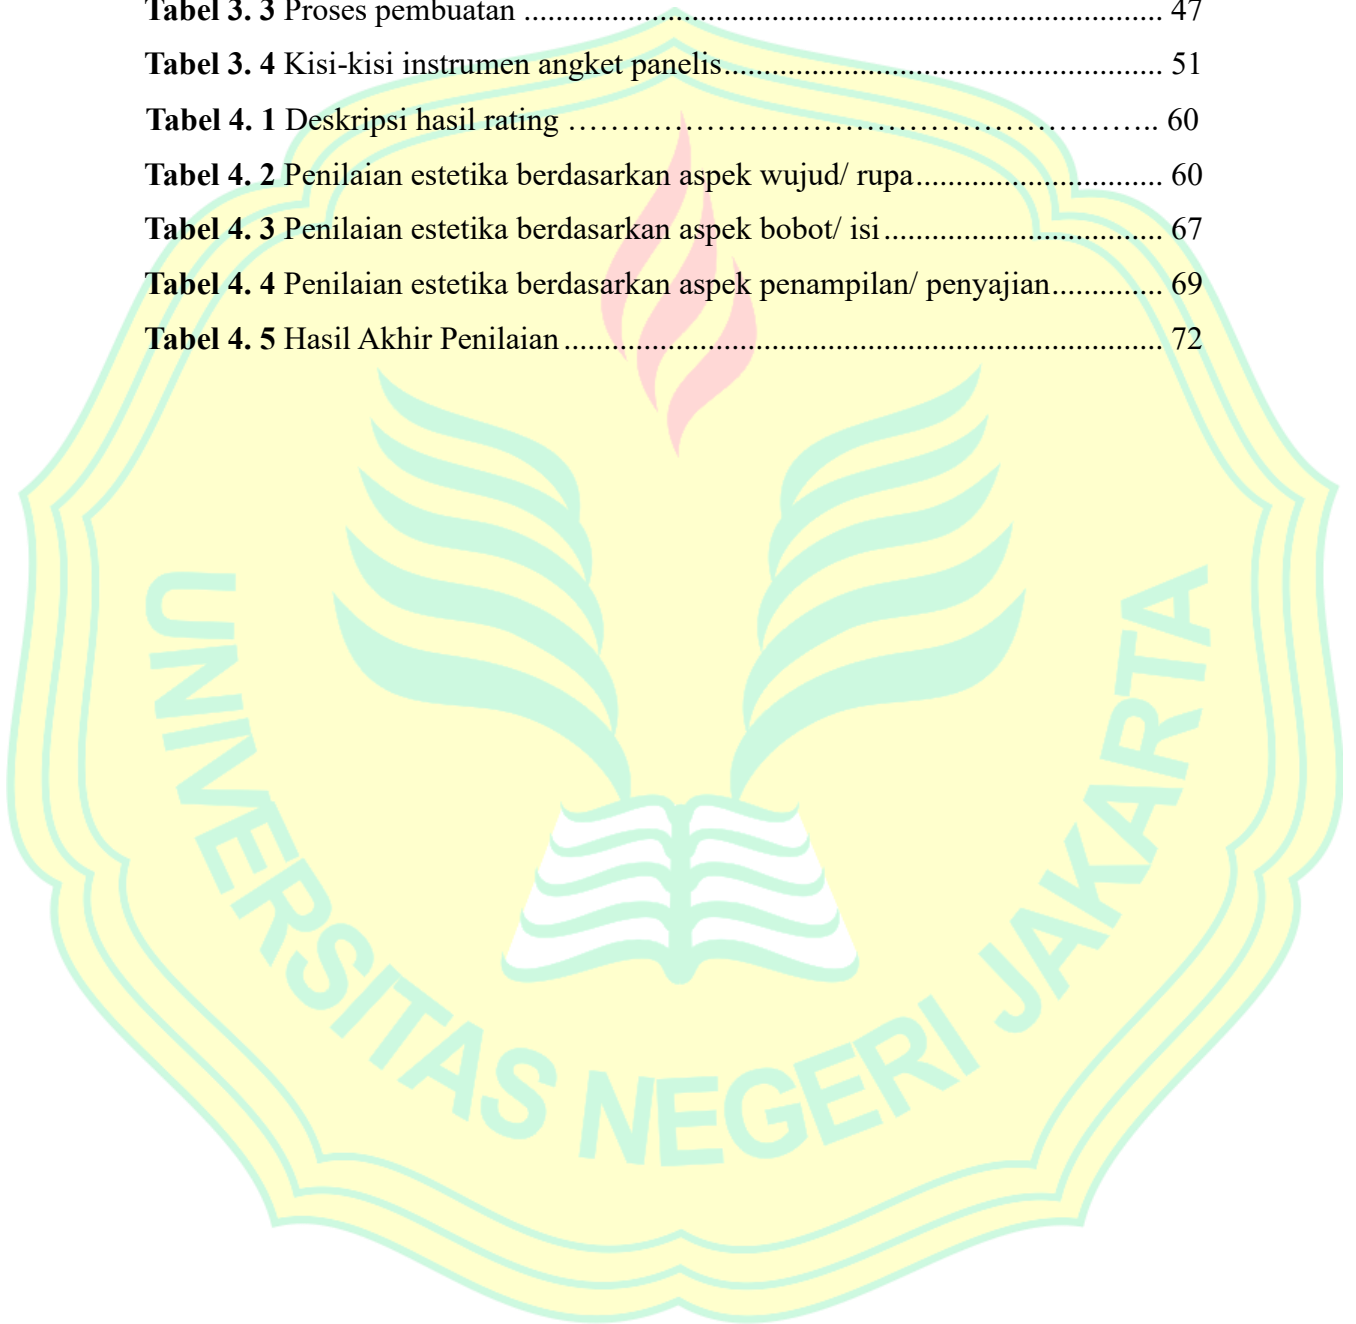 Tabel 3. 3 Proses pembuatan ................................................................................ 47
Tabel 3. 4 Kisi-kisi instrumen angket panelis....................................................... 51
Tabel 4. 1 Deskripsi hasil rating ……………………………………………….. 60
Tabel 4. 2 Penilaian estetika berdasarkan aspek wujud/ rupa............................... 60
Tabel 4. 3 Penilaian estetika berdasarkan aspek bobot/ isi................................... 67
Tabel 4. 4 Penilaian estetika berdasarkan aspek penampilan/ penyajian.............. 69
Tabel 4. 5 Hasil Akhir Penilaian........................................................................... 72
UNIVERSITAS NEGERI JAKARTA